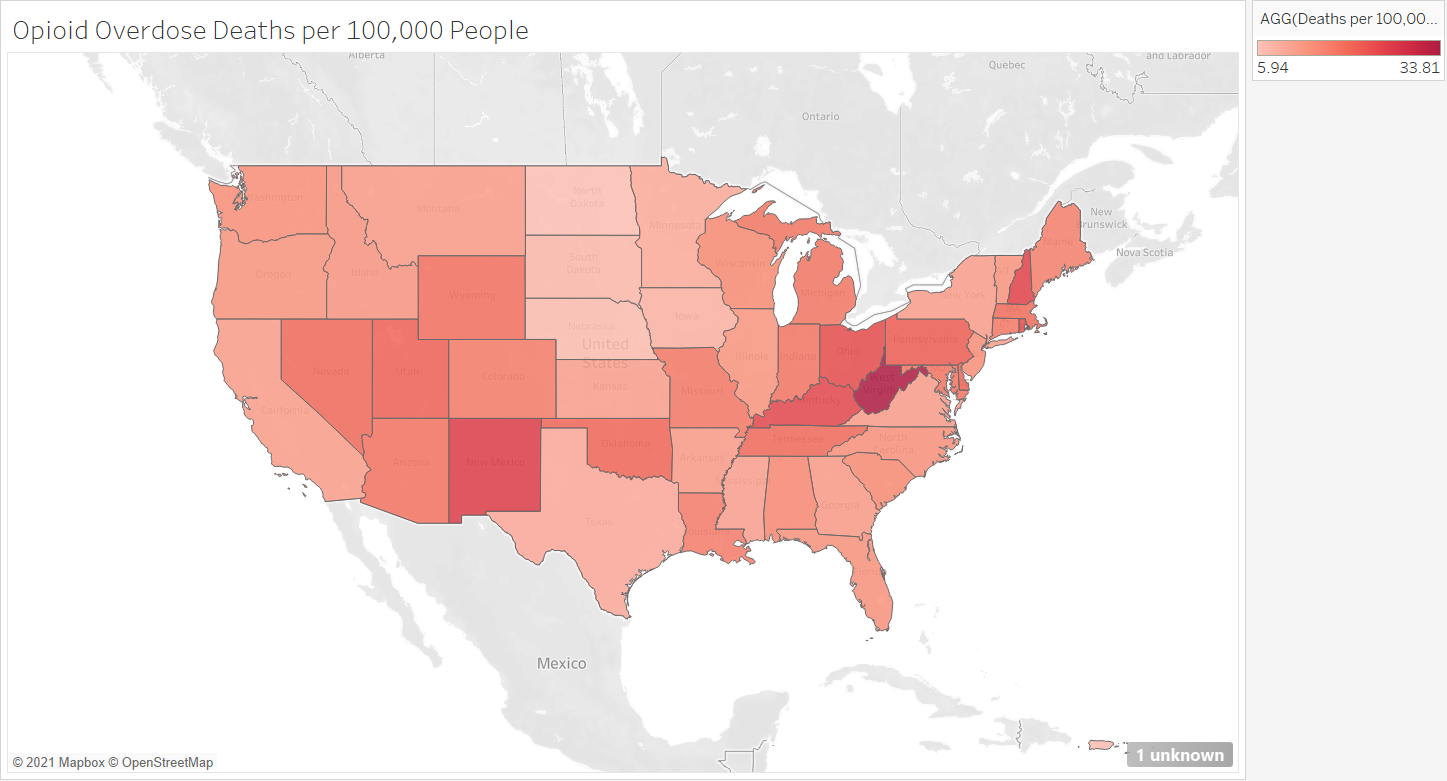 Opioid Overdose Deaths per 100,000 People
AGG(Deaths per 100,00...
5.94
33.81
Alberta
and Labrador
Quebec
Ontario
North
Dakota
Washington
New
Brunswick
Montana
Minnesota
Maine
Nova Scotia
South
Dakota
Wisconsin
Oregon
Idaho
Michigan
Wyoming
New York
Iowa
Nebraska
Pennsylvania
United
States
Ohio
Illinois
Indiana
Nevada
Utah
Colorado
Kansas
Missouri
West
Virginia
Kentucky
California
Oklahoma
Tennessee
North
Carolina
Arizona
New Mexico
Arkansas
Mississippi
Georgia
Texas
Louisiana
Florida
Mexico
© 2021 Mapbox © OpenStreetMap
1 unknown